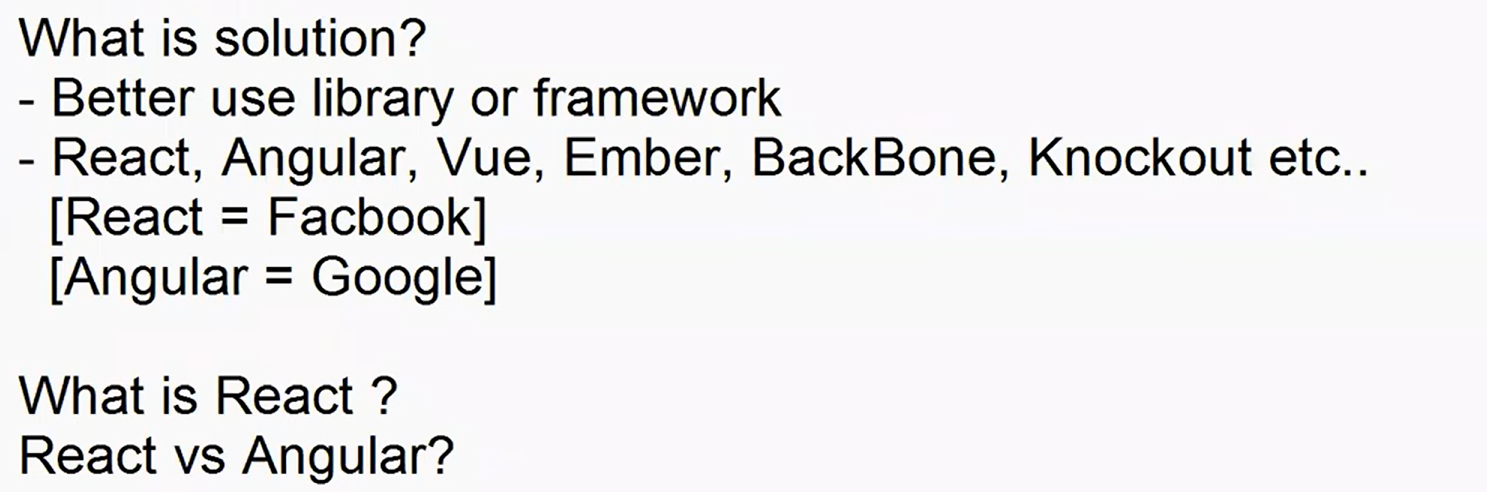 What is solution?
- Better use library or framework
- React, Angular, Vue, Ember, BackBone, Knockout etc..
[React = Facbook]
[Angular = Google]
What is React ?
React vs Angular?